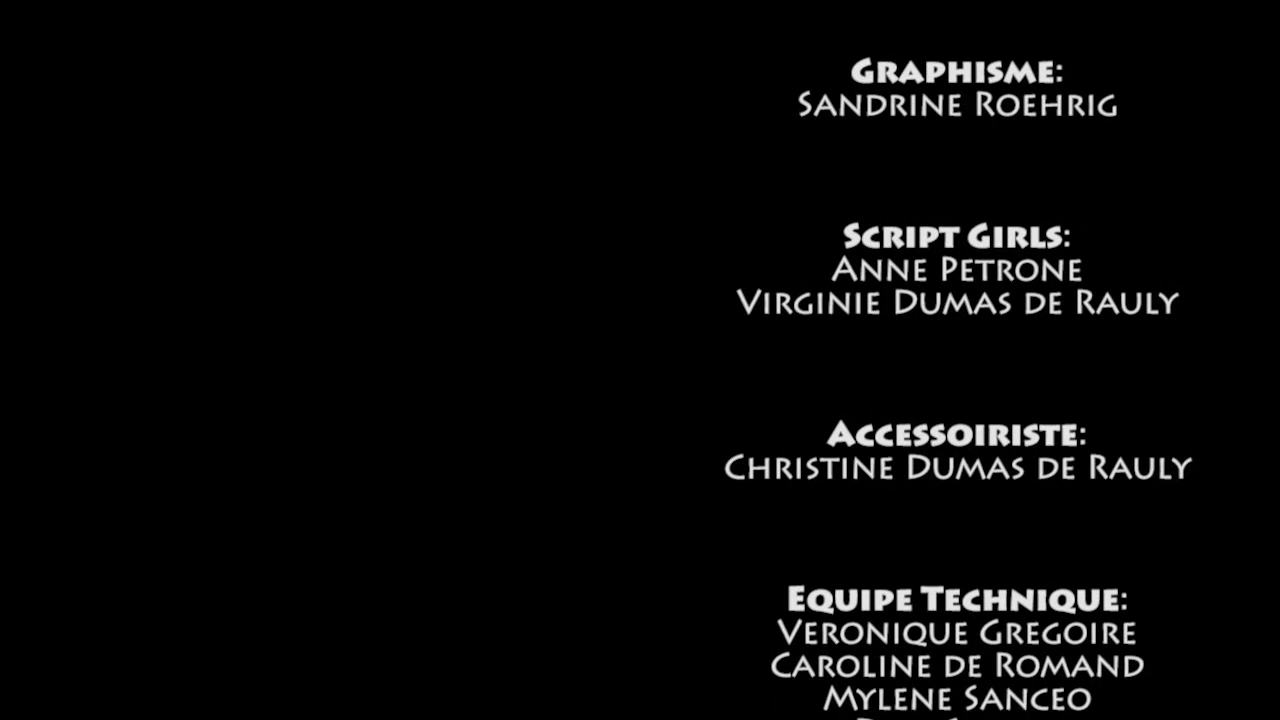 GRAPHISME:
SANDRINE ROEHRIG
SCRIPT GIRLS:
ANNE PETRONE
VIRGINIE DUMAS DE RAULY
ACCESSOIRISTE:
CHRISTINE DUMAS DE RAULY
EQUIPE TECHNIQUE:
VERONIQUE GREGOIRE
CAROLINE DE ROMAND
MYLENE SANCEO